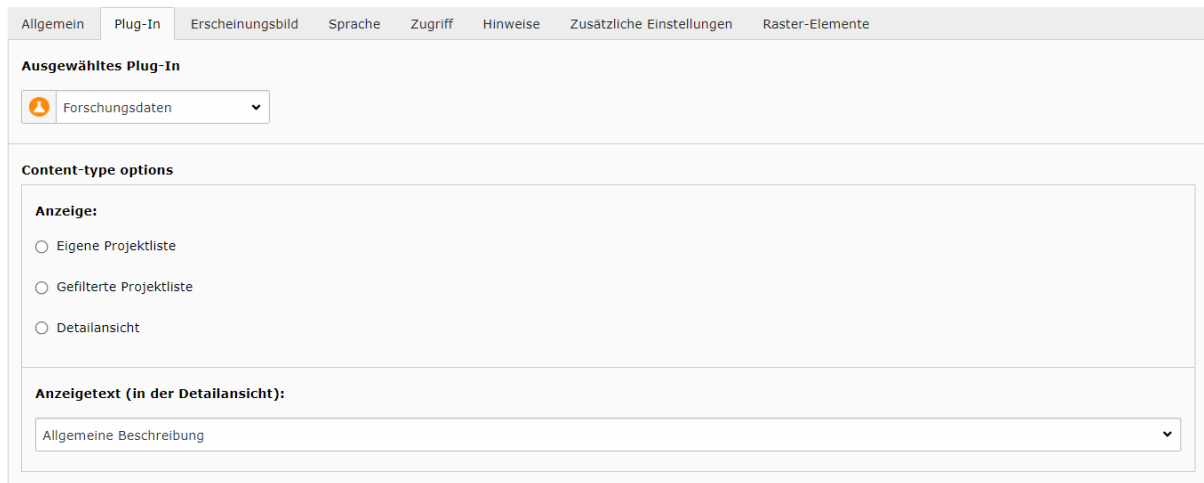 Allgemein Plug-In Erscheinungsbild Sprache Zugriff Hinweise Zusätzliche Einstellungen Raster-Elemente
Ausgewähltes Plug-In
Forschungsdaten
Content-type options
Anzeige:
Eigene Projektliste
Gefilterte Projektliste
Detailansicht
Anzeigetext (in der Detailansicht):
Allgemeine Beschreibung